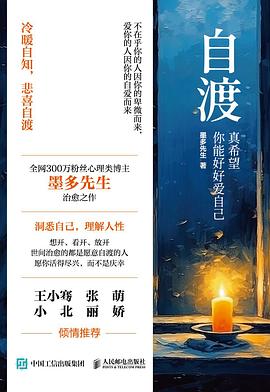 自渡
真希望
你能好好爱自己
墨多先生 著
不在乎你的人因你的卑微而来,
爱你的人因你的自爱而来
冷暖自知,悲喜自渡
全网300万粉丝心理类博主
墨多先生
治愈之作
洞悉自己,理解人性
想开、看开、放开
世间治愈的都是愿意自渡的人
愿你活得尽兴,而不是庆幸
王小骞 张萌
小北 丽娇
倾情推荐
中国工信出版集团
人民邮电出版社
POSTS & TELECOM PRESS